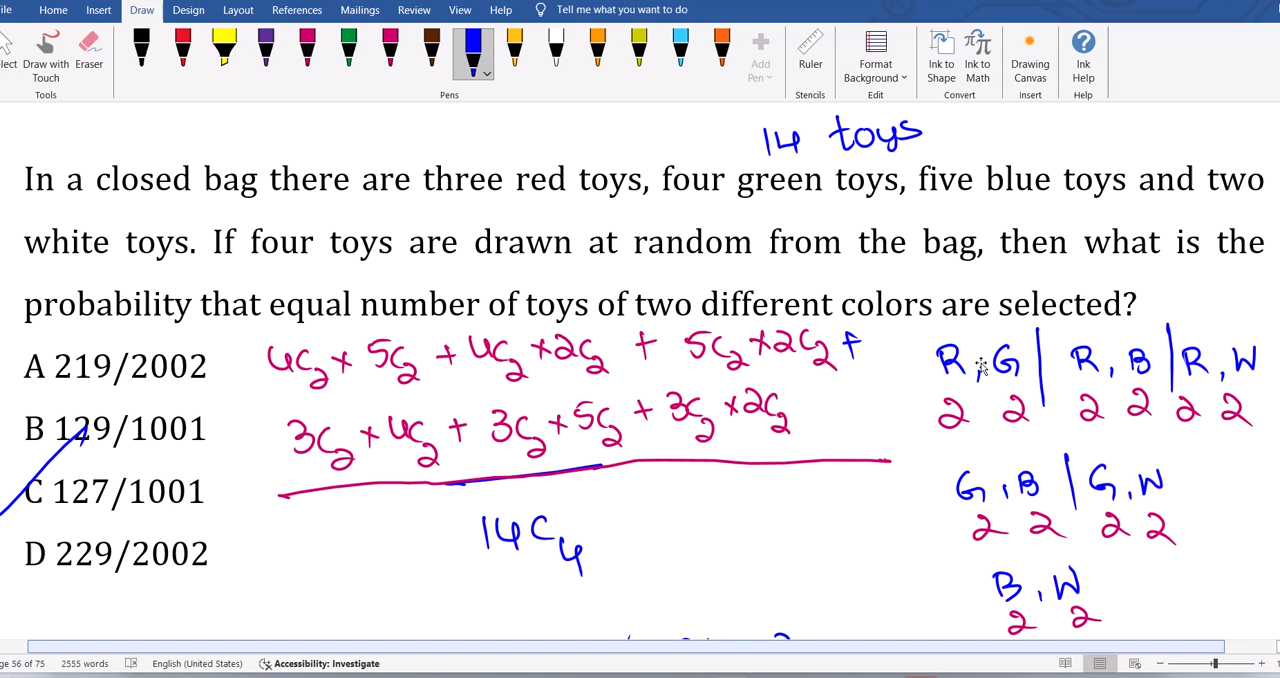 File Home Insert Draw Design Layout References Mailings Review View Help Tell me what you want to do
Draw with Touch Eraser
Add Pen Ruler Format Background Ink to Shape Ink to Math Drawing Canvas Ink Help
Tools Pens Stencils Edit Convert Insert Help
14 toys
In a closed bag there are three red toys, four green toys, five blue toys and two
white toys. If four toys are drawn at random from the bag, then what is the
probability that equal number of toys of two different colors are selected?
4C2 × 5C2 + 4C2 × 2C2 + 5C2 × 2C2 +
3C2 × 4C2 + 3C2 × 5C2 + 3C2 × 2C2
14C4
A 219/2002
B 129/1001
C 127/1001
D 229/2002
R, G | R, B | R, W
2 2 2 2 2 2
G, B | G, W
2 2 2 2
B, W
2 2
56 of 75 2555 words English (United States) Accessibility: Investigate